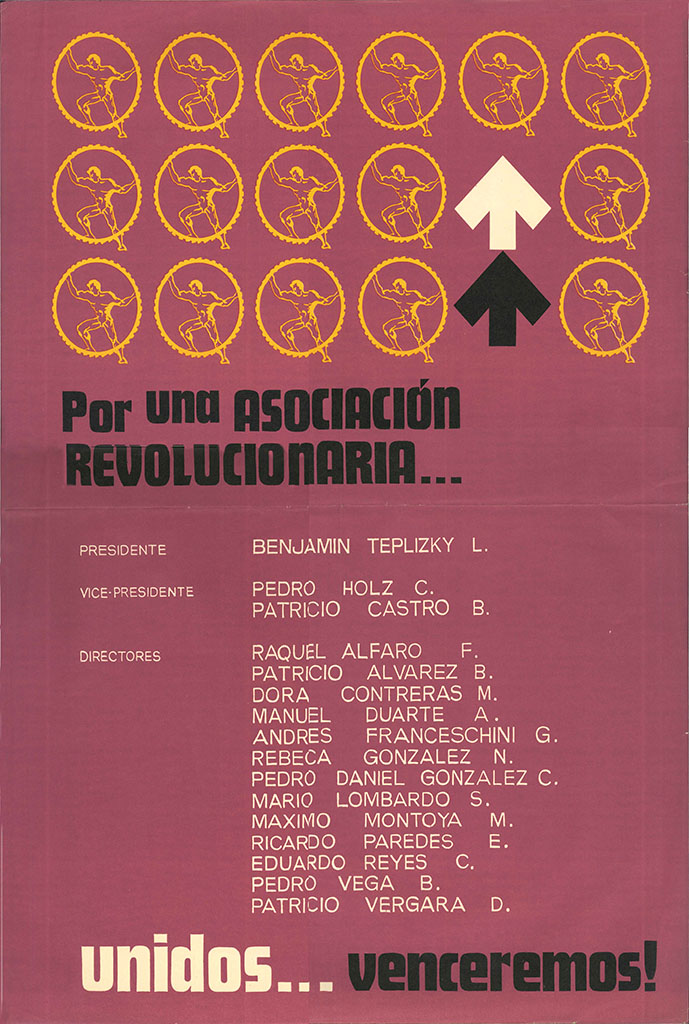 Por una ASOCIACIÓN
REVOLUCIONARIA...
PRESIDENTE BENJAMIN TEPLIZKY L.
VICE-PRESIDENTE PEDRO HOLZ C.
PATRICIO CASTRO B.
DIRECTORES RAQUEL ALFARO F.
PATRICIO ALVAREZ B.
DORA CONTRERAS M.
MANUEL DUARTE A.
ANDRES FRANCESCHINI G.
REBECA GONZALEZ N.
PEDRO DANIEL GONZALEZ C.
MARIO LOMBARDO S.
MAXIMO MONTOYA M.
RICARDO PAREDES E.
EDUARDO REYES C.
PEDRO VEGA B.
PATRICIO VERGARA D.
unidos... venceremos!